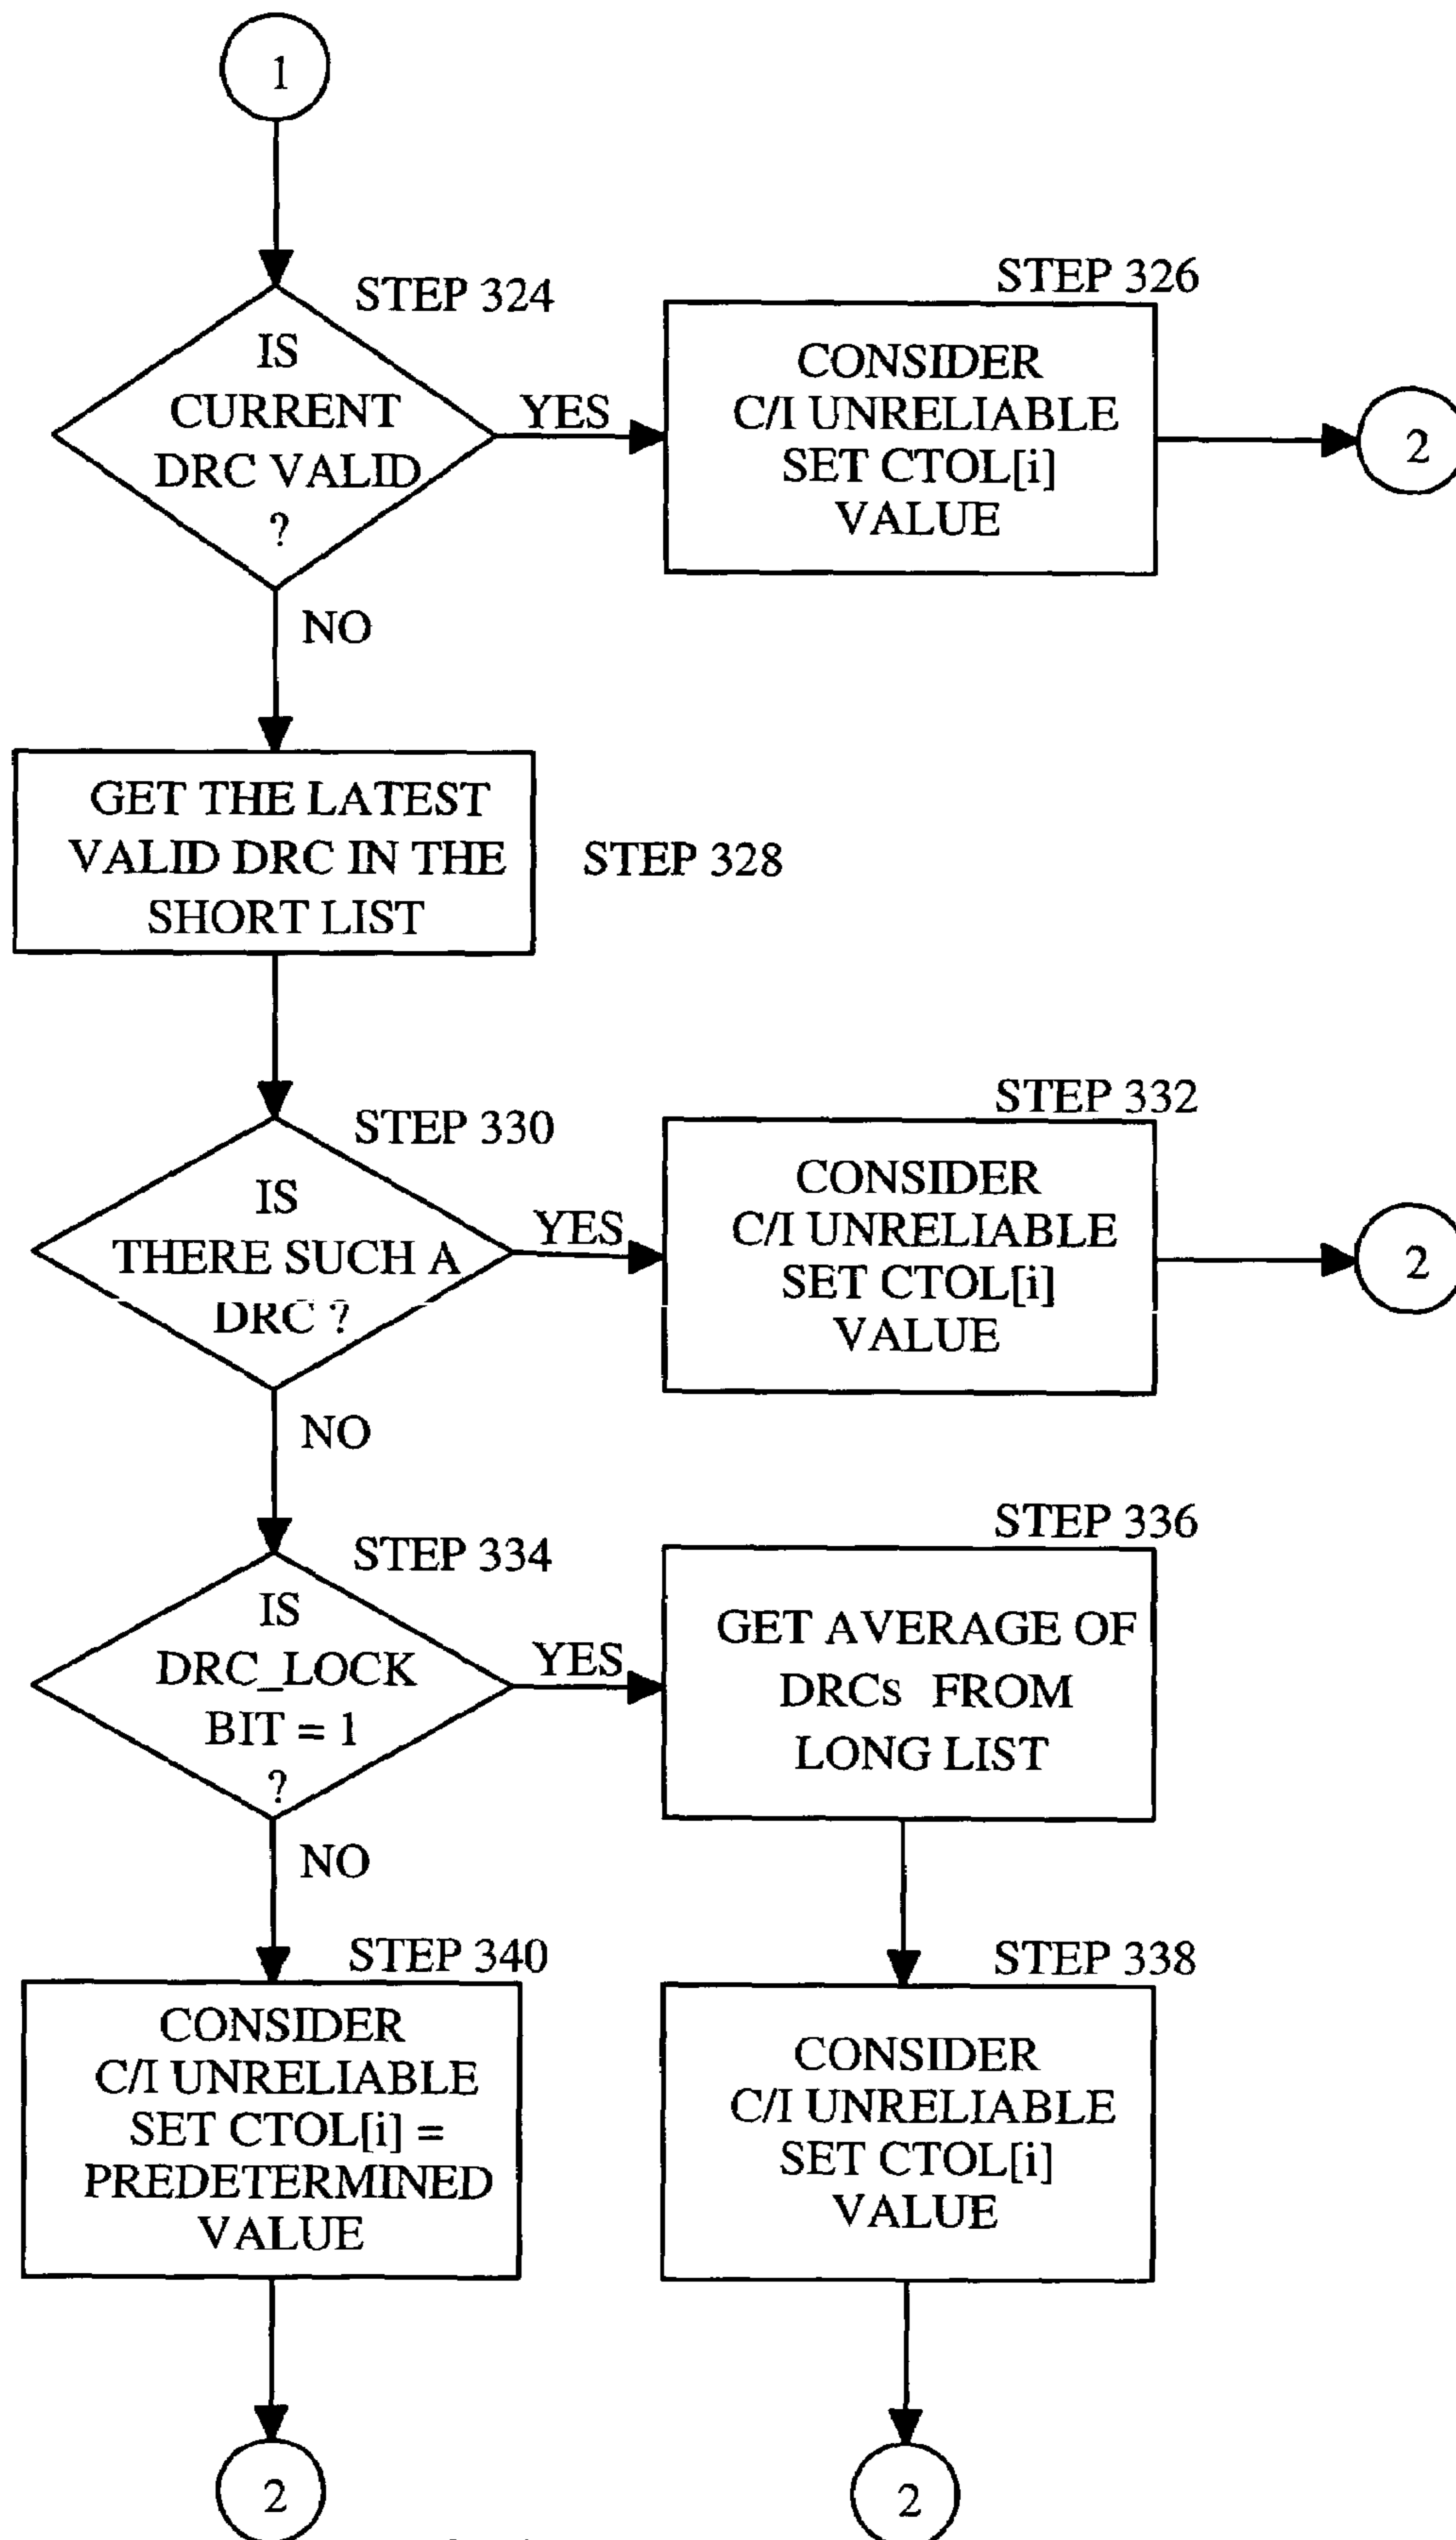 1
STEP 324
IS
CURRENT
DRC VALID
?
YES
STEP 326
CONSIDER
C/I UNRELIABLE
SET CTOL[i]
VALUE
2
NO
GET THE LATEST
VALID DRC IN THE
SHORT LIST
STEP 328
STEP 330
IS
THERE SUCH A
DRC ?
YES
STEP 332
CONSIDER
C/I UNRELIABLE
SET CTOL[i]
VALUE
2
NO
STEP 334
IS
DRC_LOCK
BIT = 1
?
YES
STEP 336
GET AVERAGE OF
DRCs FROM
LONG LIST
NO
STEP 340
CONSIDER
C/I UNRELIABLE
SET CTOL[i] =
PREDETERMINED
VALUE
STEP 338
CONSIDER
C/I UNRELIABLE
SET CTOL[i]
VALUE
2
2